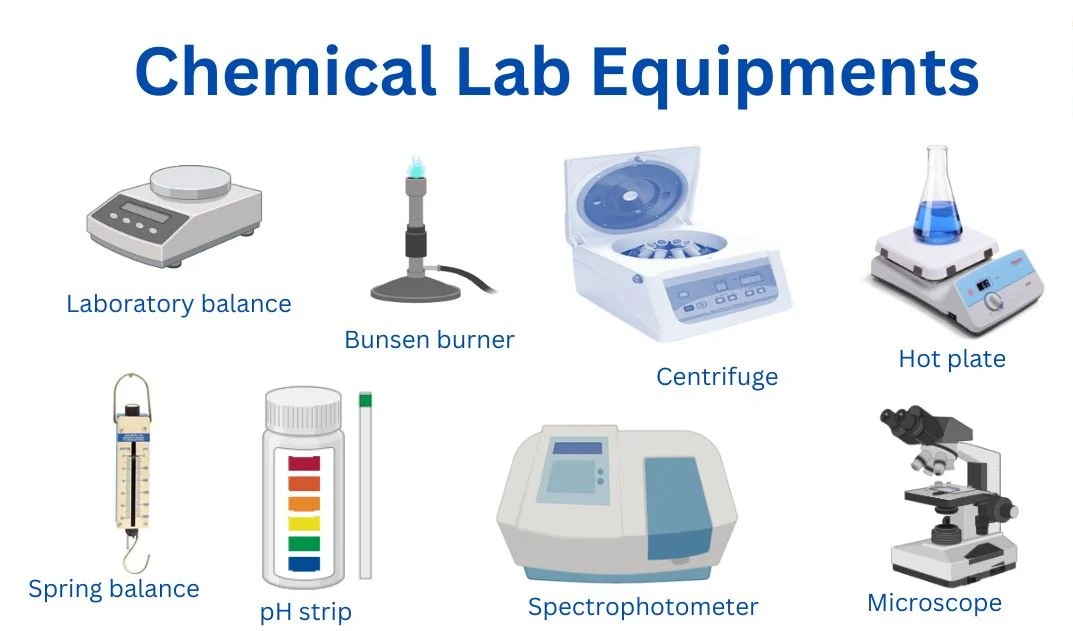 Chemical Lab Equipments
Laboratory balance
Bunsen burner
Centrifuge
Hot plate
Spring balance
pH strip
Spectrophotometer
Microscope